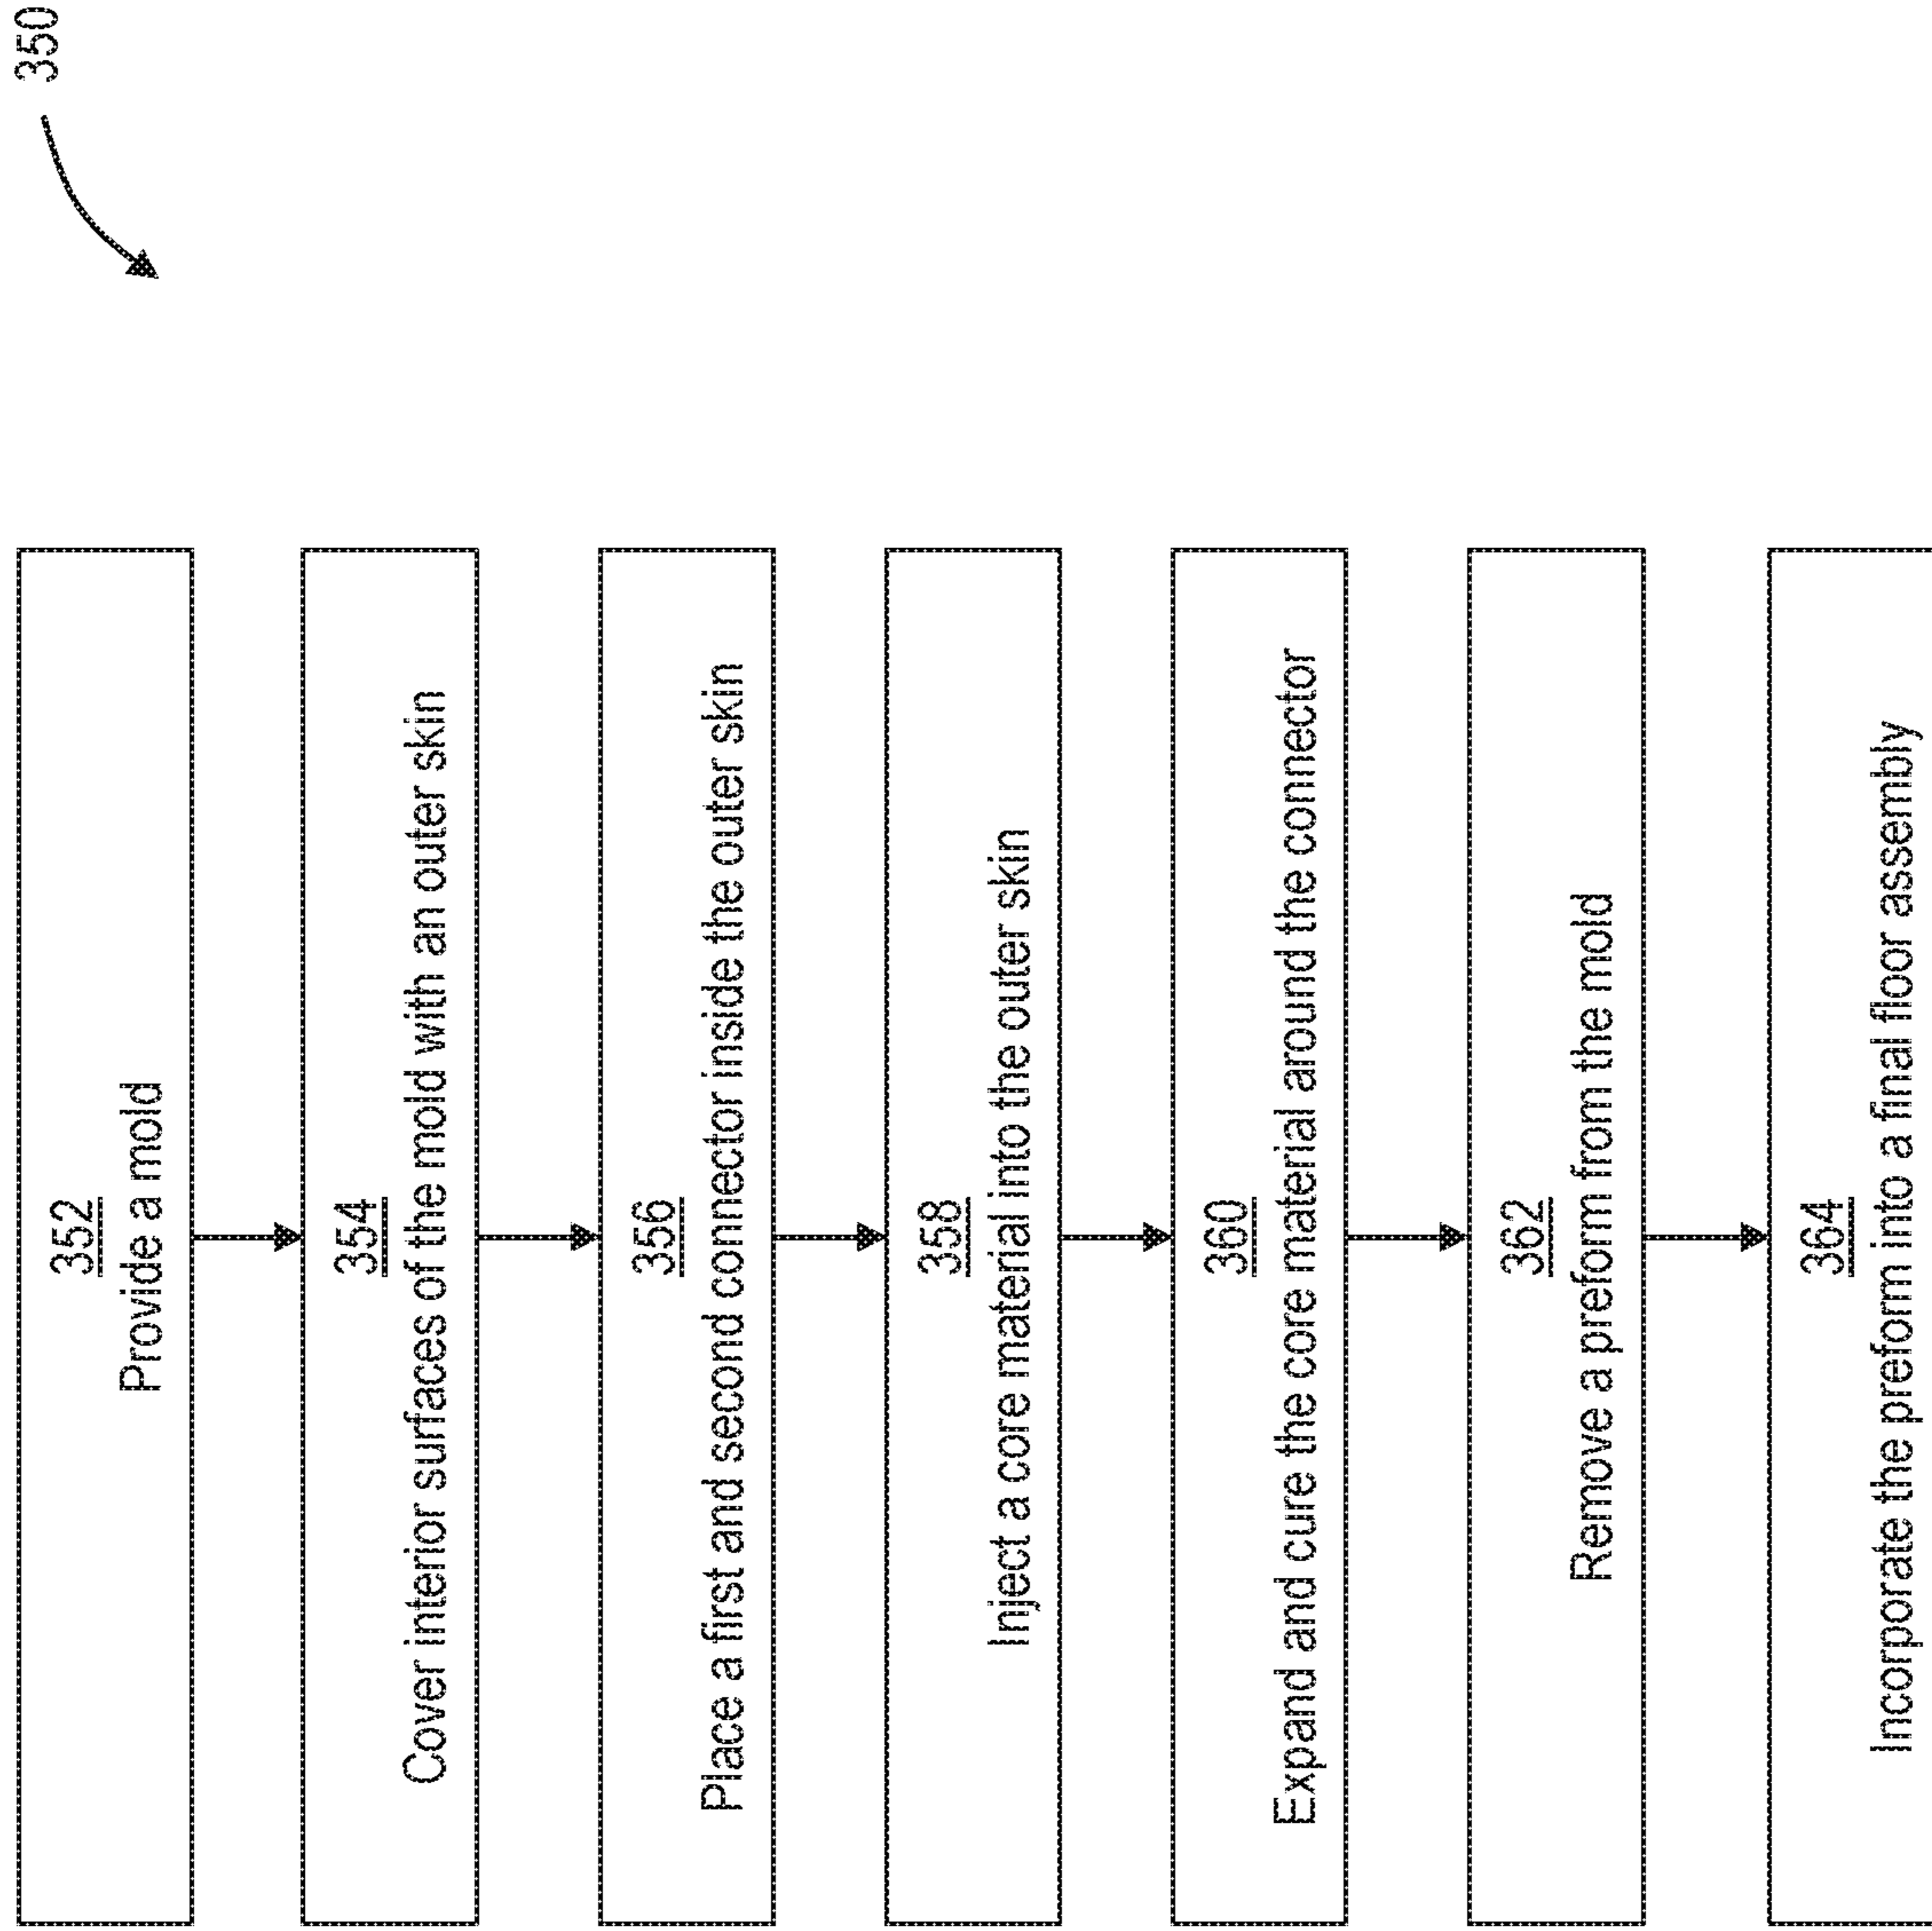 350
352
Provide a mold
354
Cover interior surfaces of the mold with an outer skin
356
Place a first and second connector inside the outer skin
358
Inject a core material into the outer skin
360
Expand and cure the core material around the connector
362
Remove a preform from the mold
364
Incorporate the preform into a final floor assembly